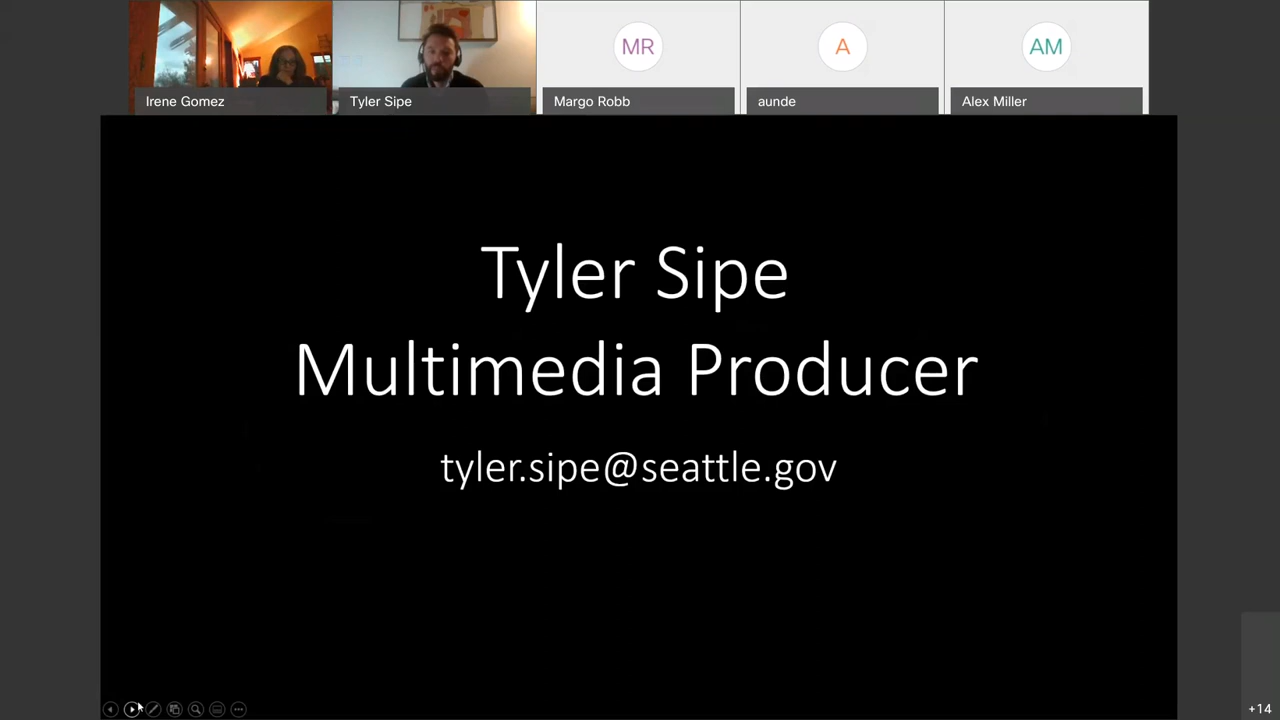 MR
A
AM
Irene Gomez
Tyler Sipe
Margo Robb
aunde
Alex Miller
Tyler Sipe
Multimedia Producer
tyler.sipe@seattle.gov
+14